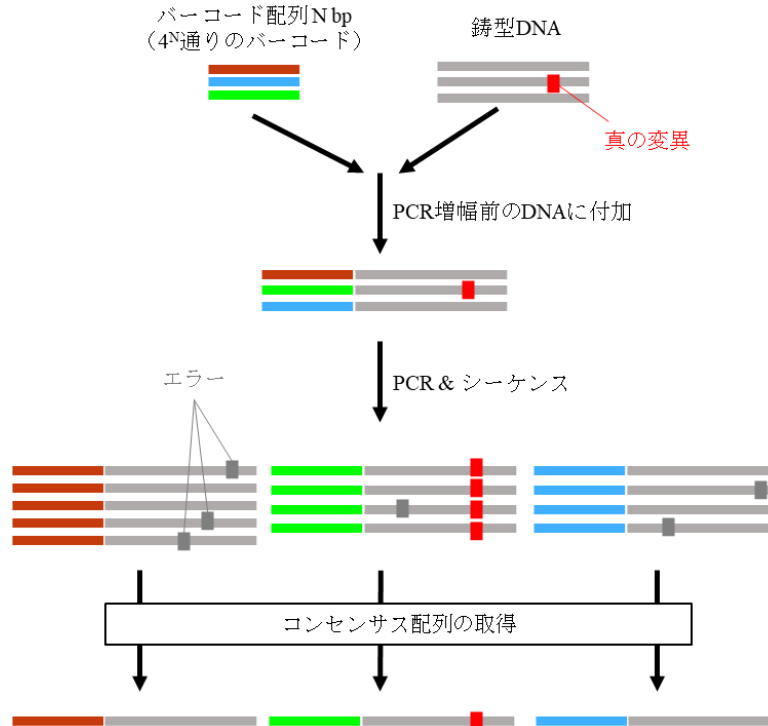 バーコード配列N bp
（4ᴺ通りのバーコード）
鋳型DNA
真の変異
PCR増幅前のDNAに付加
エラー
PCR & シーケンス
コンセンサス配列の取得